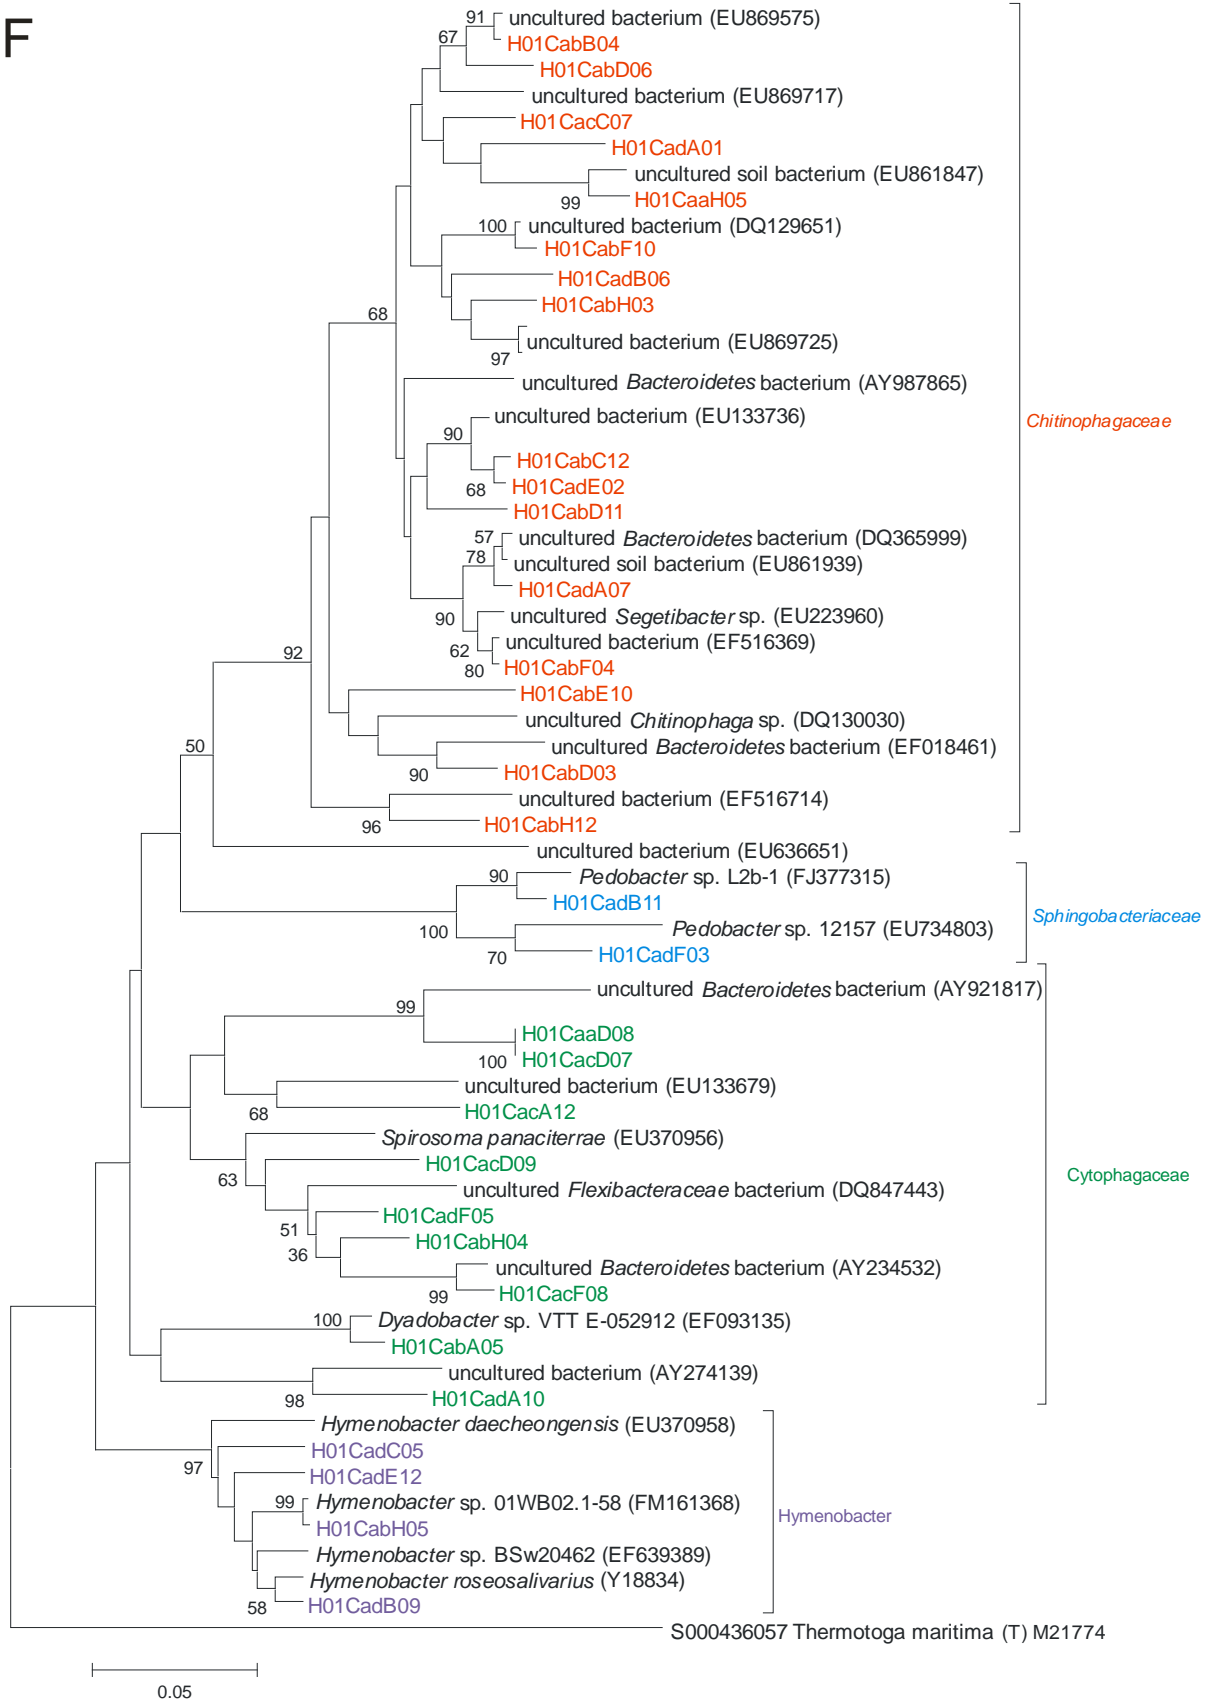 F
91
uncultured bacterium (EU869575)
H01CabB04
67
H01CabD06
uncultured bacterium (EU869717)
H01CacC07
H01CadA01
uncultured soil bacterium (EU861847)
99
H01CaaH05
100
uncultured bacterium (DQ129651)
H01CabF10
H01CadB06
H01CabH03
68
uncultured bacterium (EU869725)
97
uncultured Bacteroidetes bacterium (AY987865)
uncultured bacterium (EU133736)
Chitinophagaceae
90
H01CabC12
68
H01CadE02
H01CabD11
57
uncultured Bacteroidetes bacterium (DQ365999)
78
uncultured soil bacterium (EU861939)
H01CadA07
90
uncultured Segetibacter sp. (EU223960)
62
uncultured bacterium (EF516369)
80
H01CabF04
92
H01CabE10
uncultured Chitinophaga sp. (DQ130030)
50
uncultured Bacteroidetes bacterium (EF018461)
90
H01CabD03
uncultured bacterium (EF516714)
96
H01CabH12
uncultured bacterium (EU636651)
90
Pedobacter sp. L2b-1 (FJ377315)
H01CadB11
Sphingobacteriaceae
100
Pedobacter sp. 12157 (EU734803)
70
H01CadF03
uncultured Bacteroidetes bacterium (AY921817)
99
H01CaaD08
100
H01CacD07
uncultured bacterium (EU133679)
68
H01CacA12
Spirosoma panaciterrae (EU370956)
63
H01CacD09
Cytophagaceae
uncultured Flexibacteraceae bacterium (DQ847443)
51
H01CadF05
36
H01CabH04
uncultured Bacteroidetes bacterium (AY234532)
99
H01CacF08
100
Dyadobacter sp. VTT E-052912 (EF093135)
H01CabA05
uncultured bacterium (AY274139)
98
H01CadA10
Hymenobacter daecheongensis (EU370958)
97
H01CadC05
H01CadE12
99
Hymenobacter sp. 01WB02.1-58 (FM161368)
Hymenobacter
H01CabH05
Hymenobacter sp. BSw20462 (EF639389)
Hymenobacter roseosalivarius (Y18834)
58
H01CadB09
S000436057 Thermotoga maritima (T) M21774
0.05